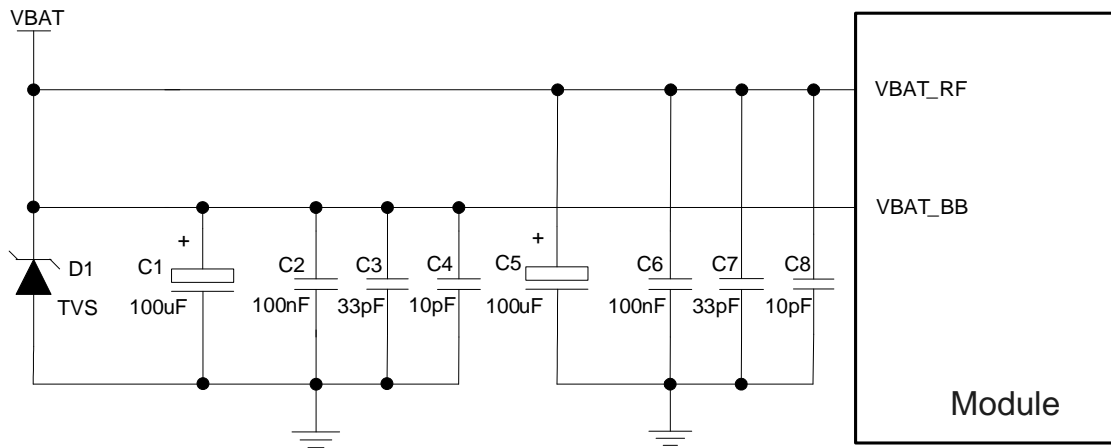 VBAT
VBAT_RF
VBAT_BB
+
+
D1
TVS
C1
100uF
C2
100nF
C3
33pF
C4
10pF
C5
100uF
C6
100nF
C7
33pF
C8
10pF
Module